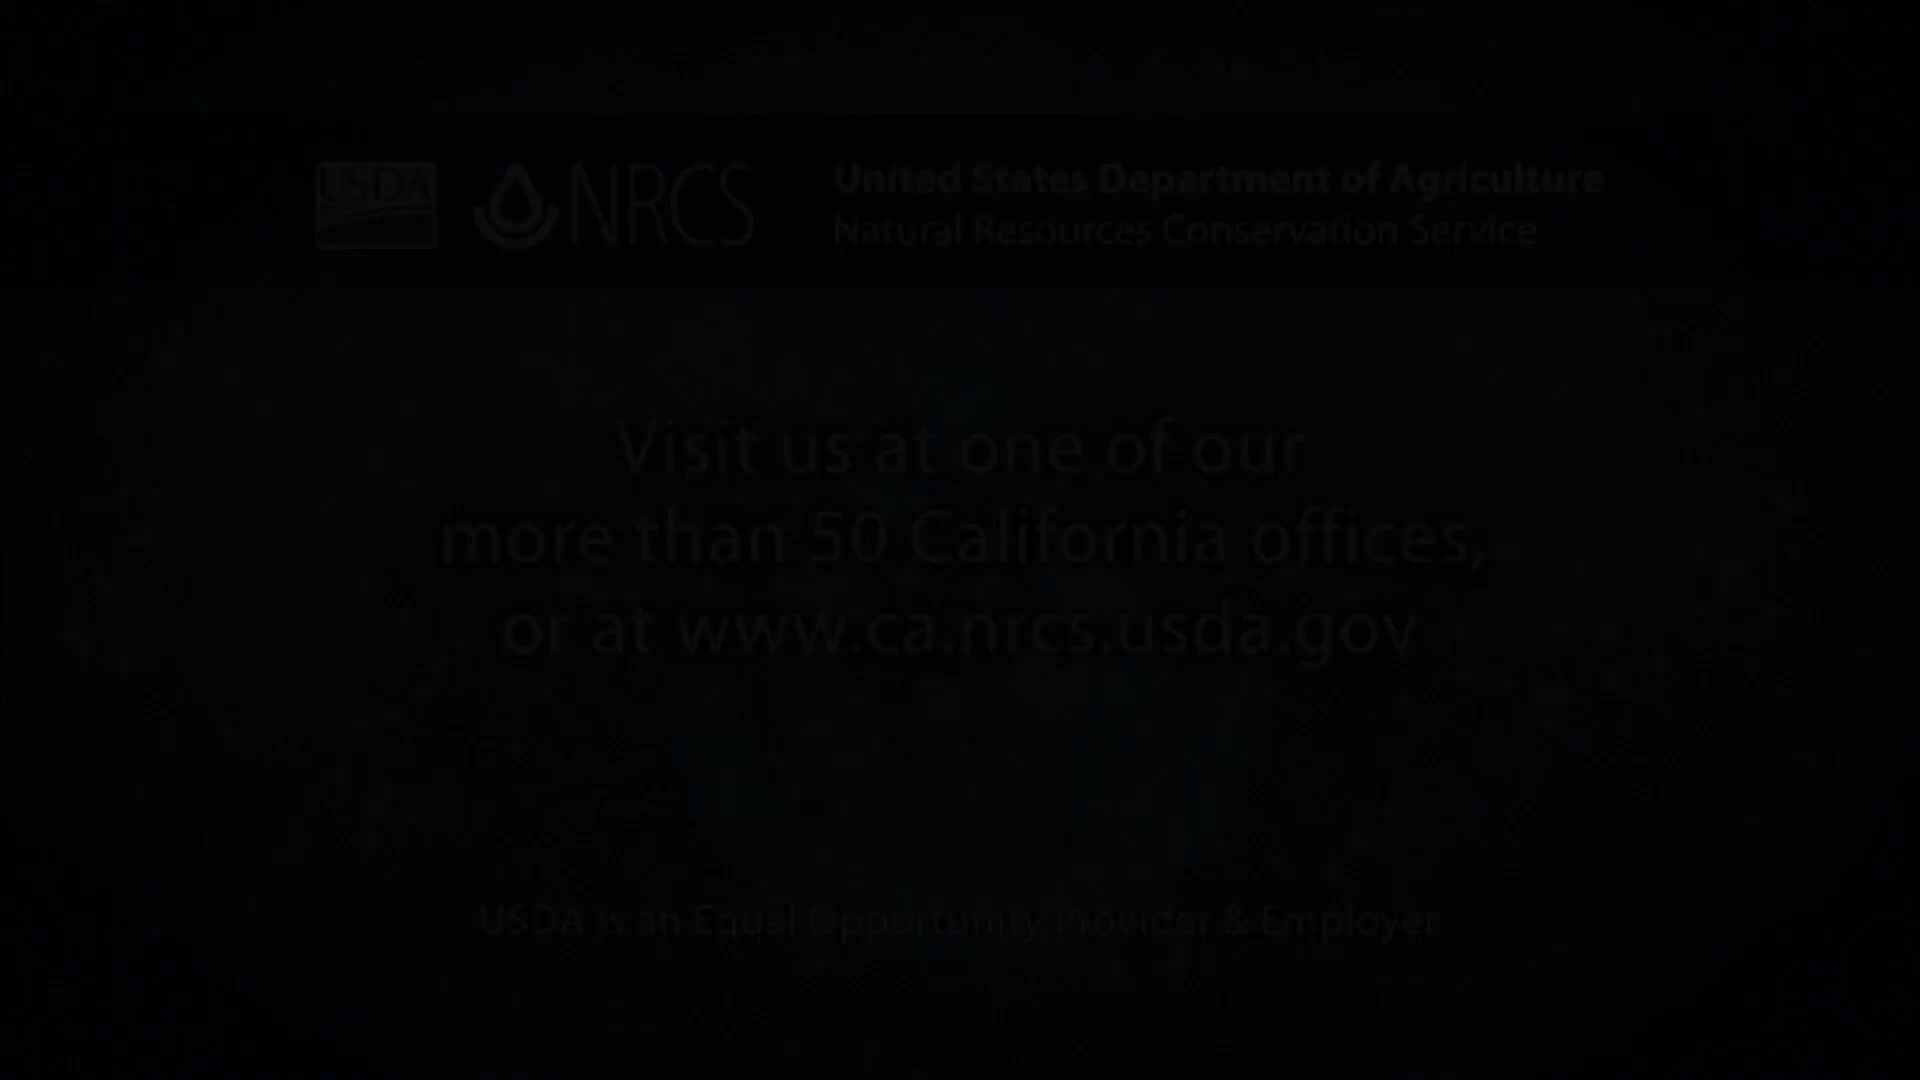 USDA NRCS United States Department of Agriculture
Natural Resources Conservation Service
Visit us at one of our
more than 50 California offices,
or at www.ca.nrcs.usda.gov
USDA is an Equal Opportunity Provider & Employer